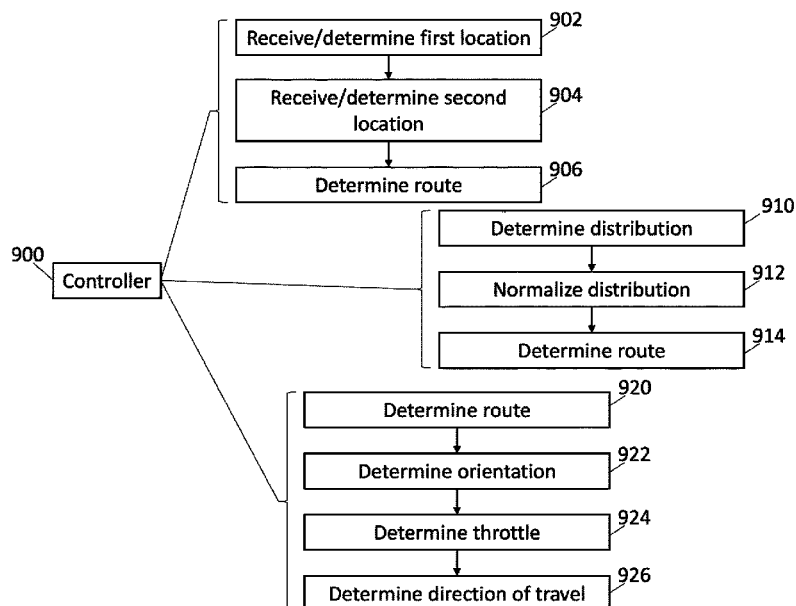 902
Receive/determine first location
904
Receive/determine second
location
906
Determine route
910
Determine distribution
900
Controller
912
Normalize distribution
914
Determine route
920
Determine route
922
Determine orientation
924
Determine throttle
926
Determine direction of travel